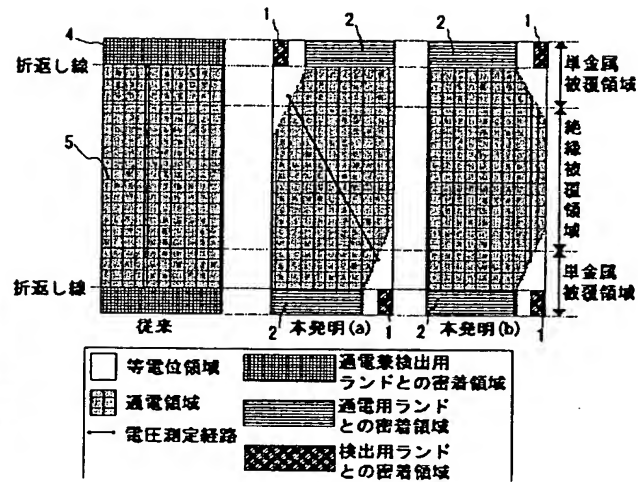 4
1
2
2
1
折返し線
単金属
被覆領域
5
絶縁被覆領域
折返し線
単金属
被覆領域
従来
2
本発明(a)
1
2
本発明(b)
1
等電位領域
通電領域
電圧測定経路
通電兼検出用
ランドとの密着領域
通電用ランド
との密着領域
検出用ランド
との密着領域